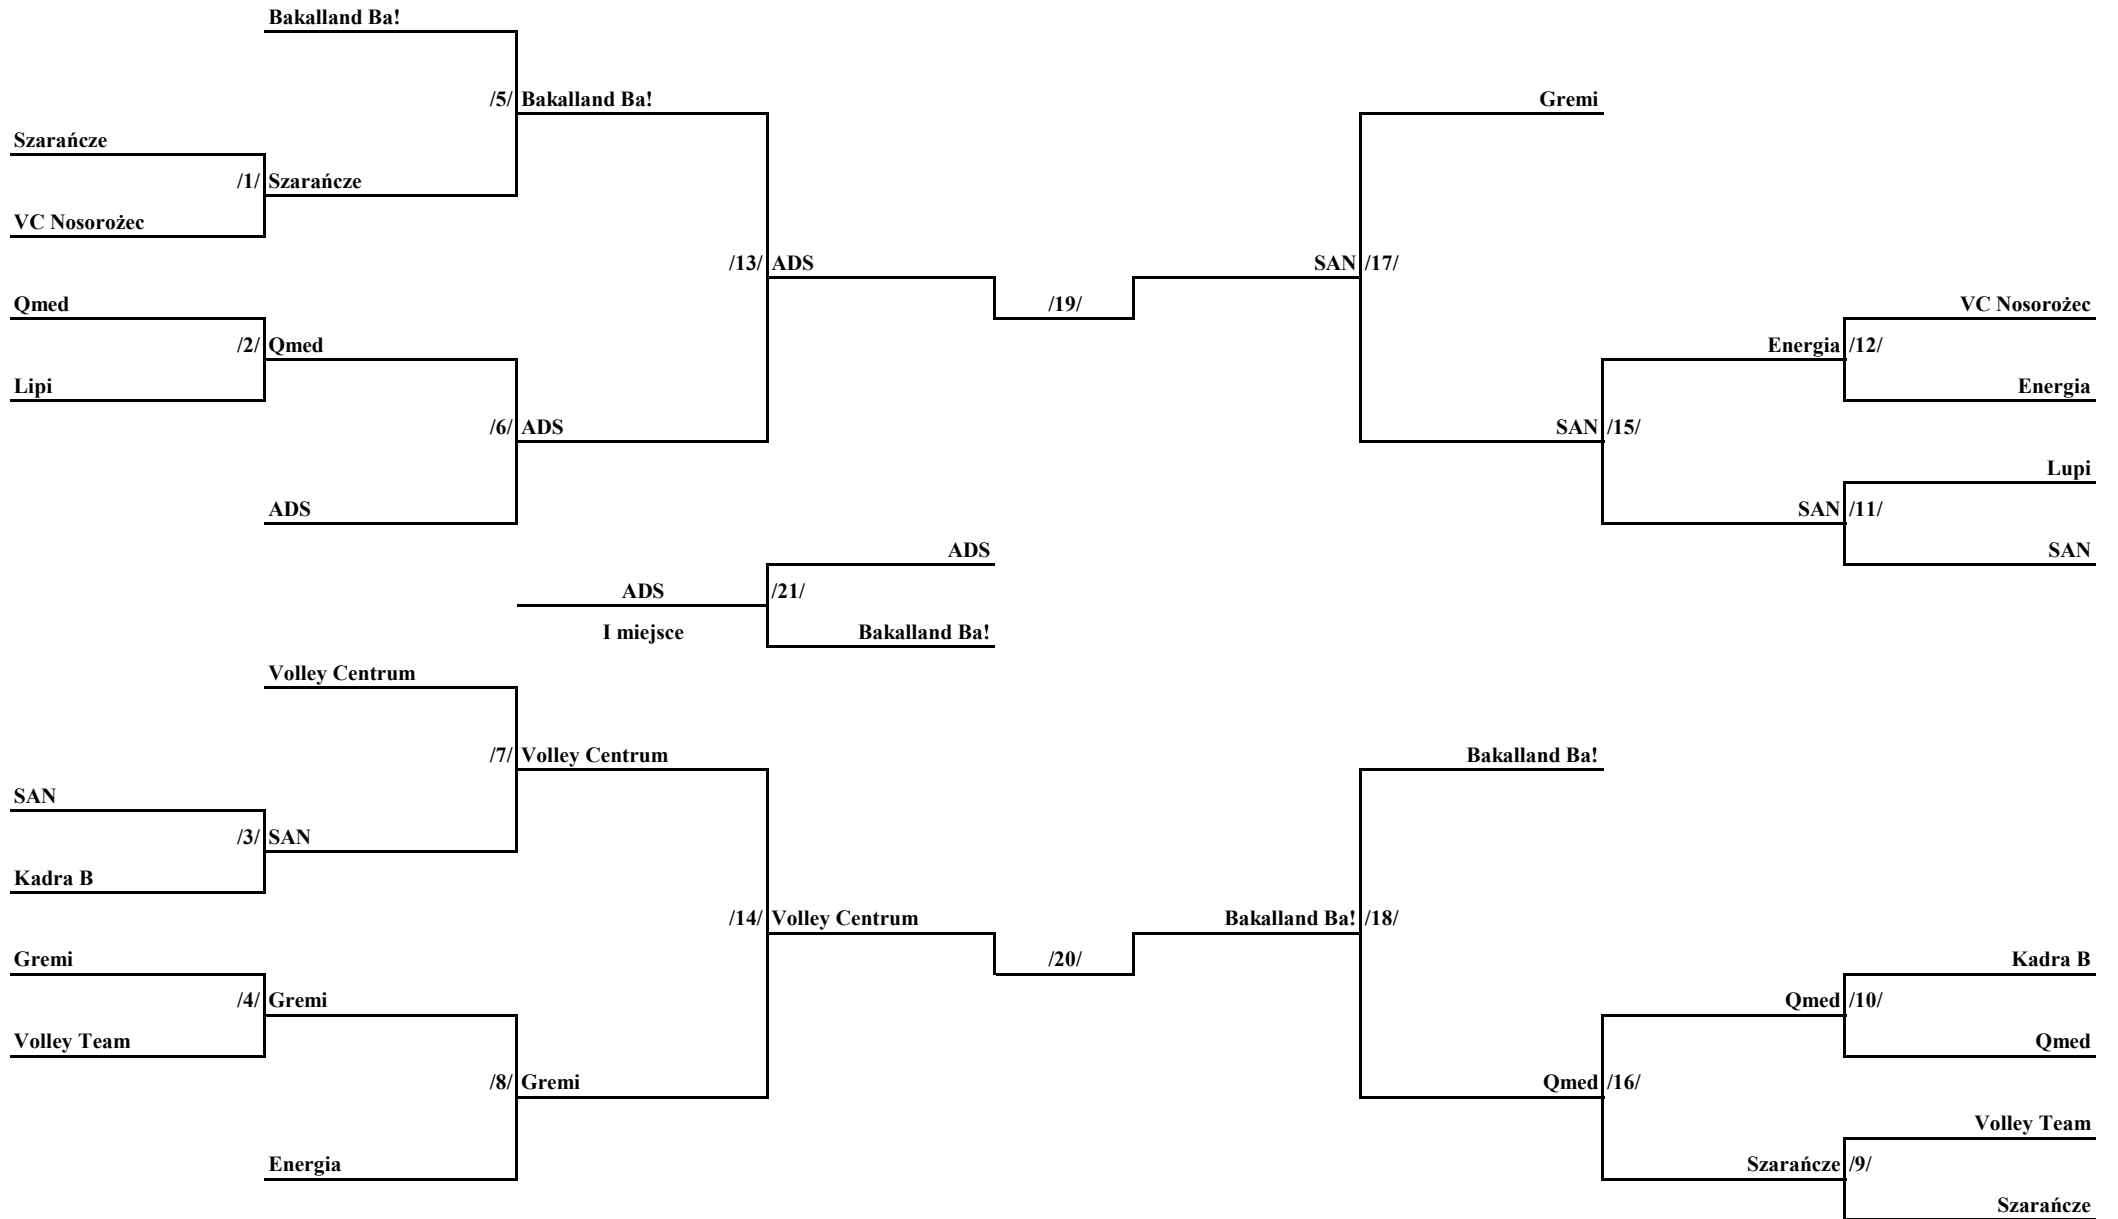 Bakalland Ba!
/5/ Bakalland Ba!
Gremi
Szarańcze
/1/ Szarańcze
VC Nosorożec
/13/ ADS
SAN /17/
Qmed
/19/
VC Nosorożec
/2/ Qmed
Energia /12/
Lipi
Energia
/6/ ADS
SAN /15/
Lupi
ADS
SAN /11/
ADS
SAN
ADS
/21/
I miejsce
Bakalland Ba!
Volley Centrum
/7/ Volley Centrum
Bakalland Ba!
SAN
/3/ SAN
Kadra B
/14/ Volley Centrum
Bakalland Ba! /18/
Gremi
/20/
Kadra B
/4/ Gremi
Qmed /10/
Volley Team
Qmed
/8/ Gremi
Qmed /16/
Volley Team
Energia
Szarańcze /9/
Szarańcze